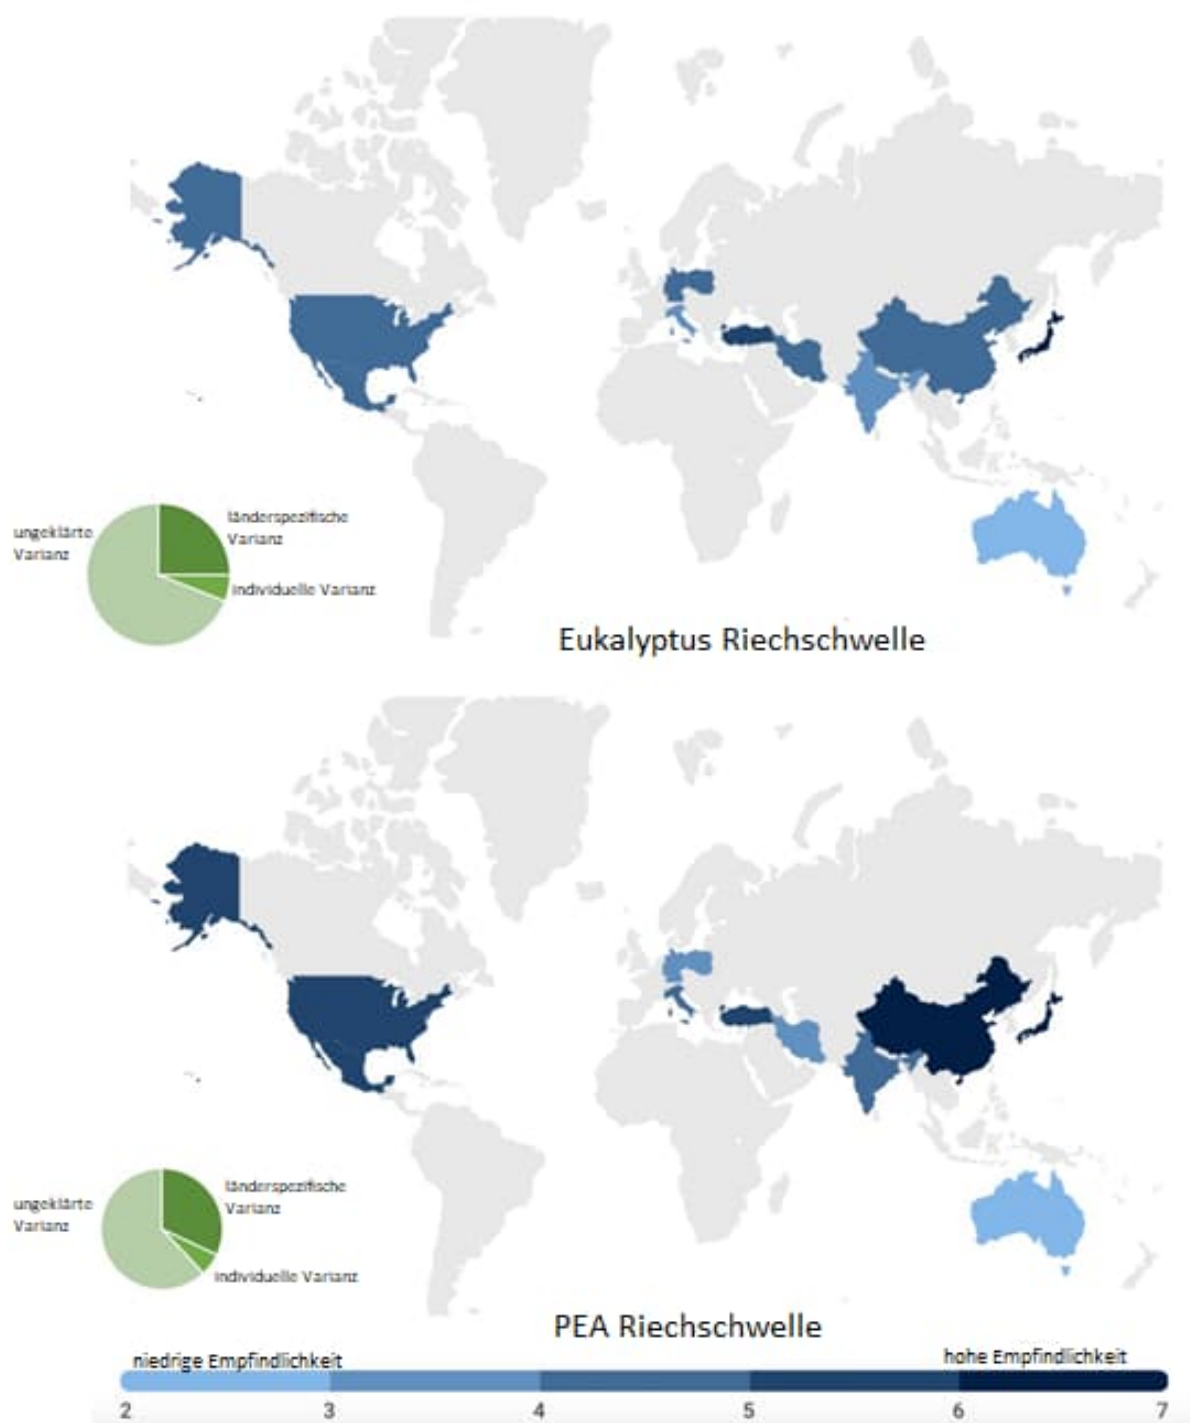 länderspezifische
Varianz
ungeklärte
Varianz
individuelle Varianz
Eukalyptus Riechschwelle
länderspezifische
Varianz
ungeklärte
Varianz
individuelle Varianz
PEA Riechschwelle
niedrige Empfindlichkeit
hohe Empfindlichkeit
2 3 4 5 6 7